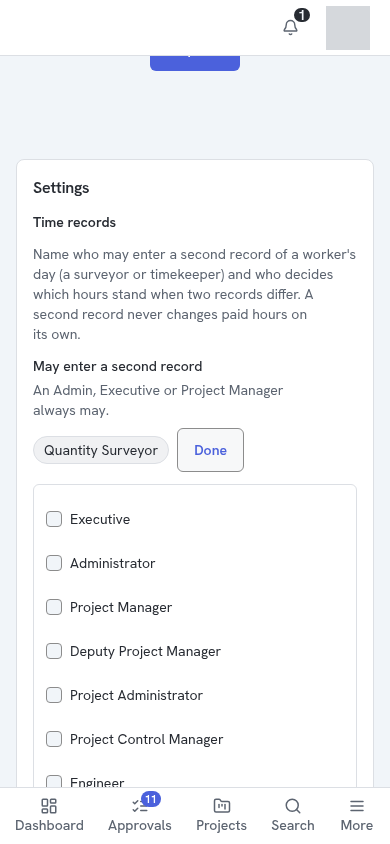 1
Settings
Time records
Name who may enter a second record of a worker's
day (a surveyor or timekeeper) and who decides
which hours stand when two records differ. A
second record never changes paid hours on
its own.
May enter a second record
An Admin, Executive or Project Manager
always may.
Quantity Surveyor
Done
Executive
Administrator
Project Manager
Deputy Project Manager
Project Administrator
Project Control Manager
Engineer
11
Dashboard
Approvals
Projects
Search
More